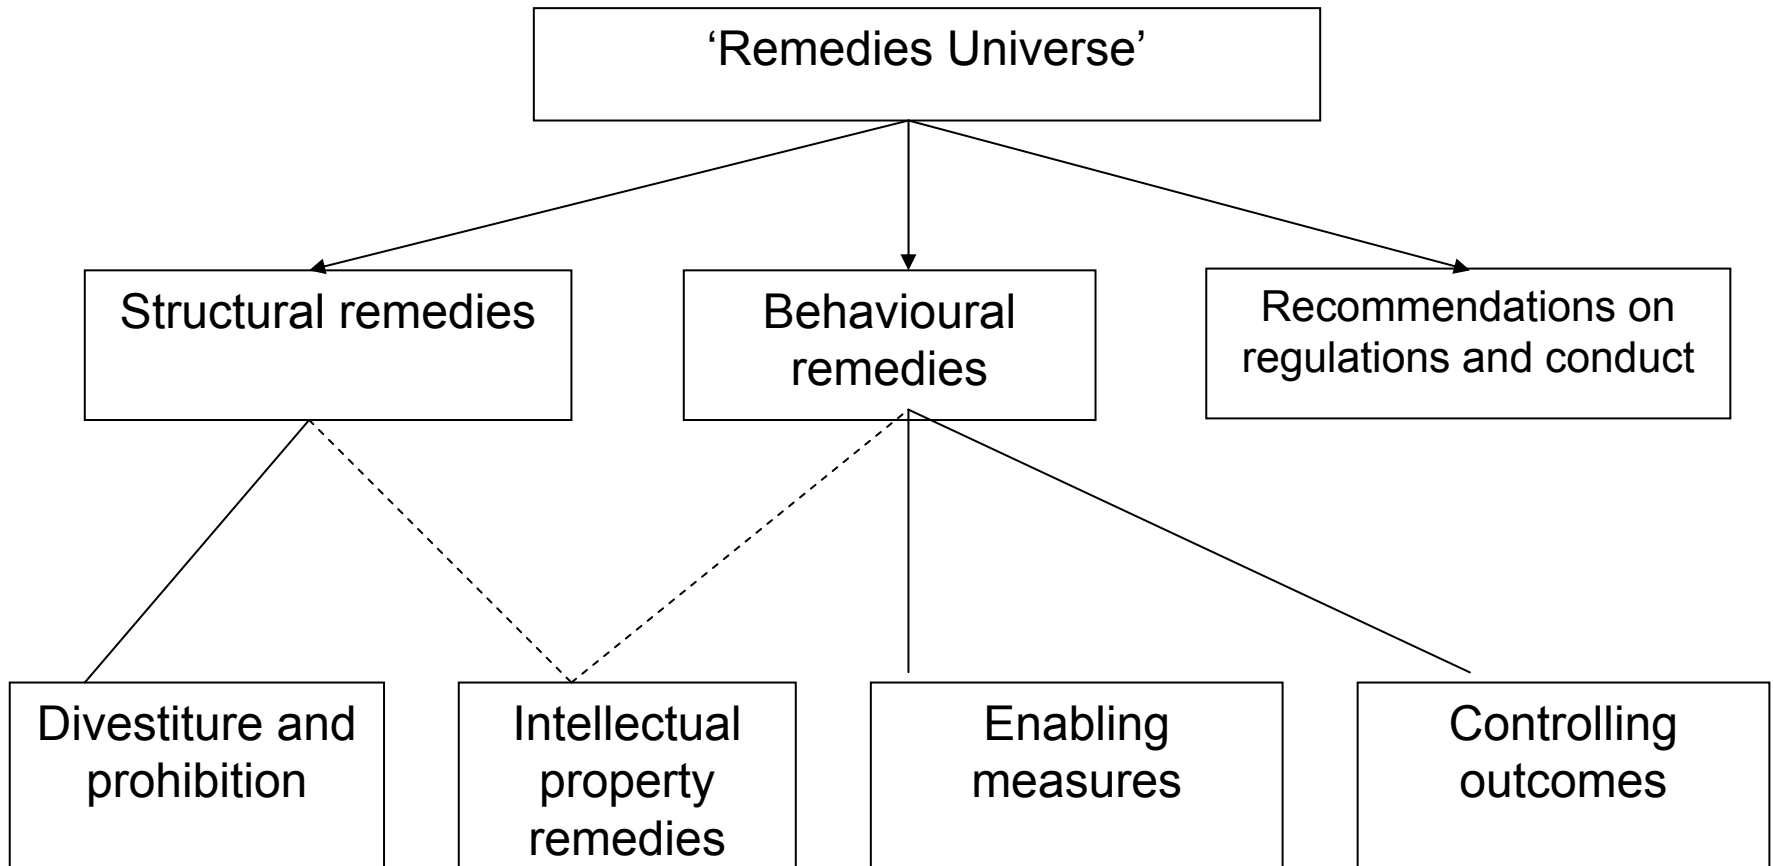 ‘Remedies Universe’
Structural remedies
Behavioural
remedies
Recommendations on
regulations and conduct
Divestiture and
prohibition
Intellectual
property
remedies
Enabling
measures
Controlling
outcomes